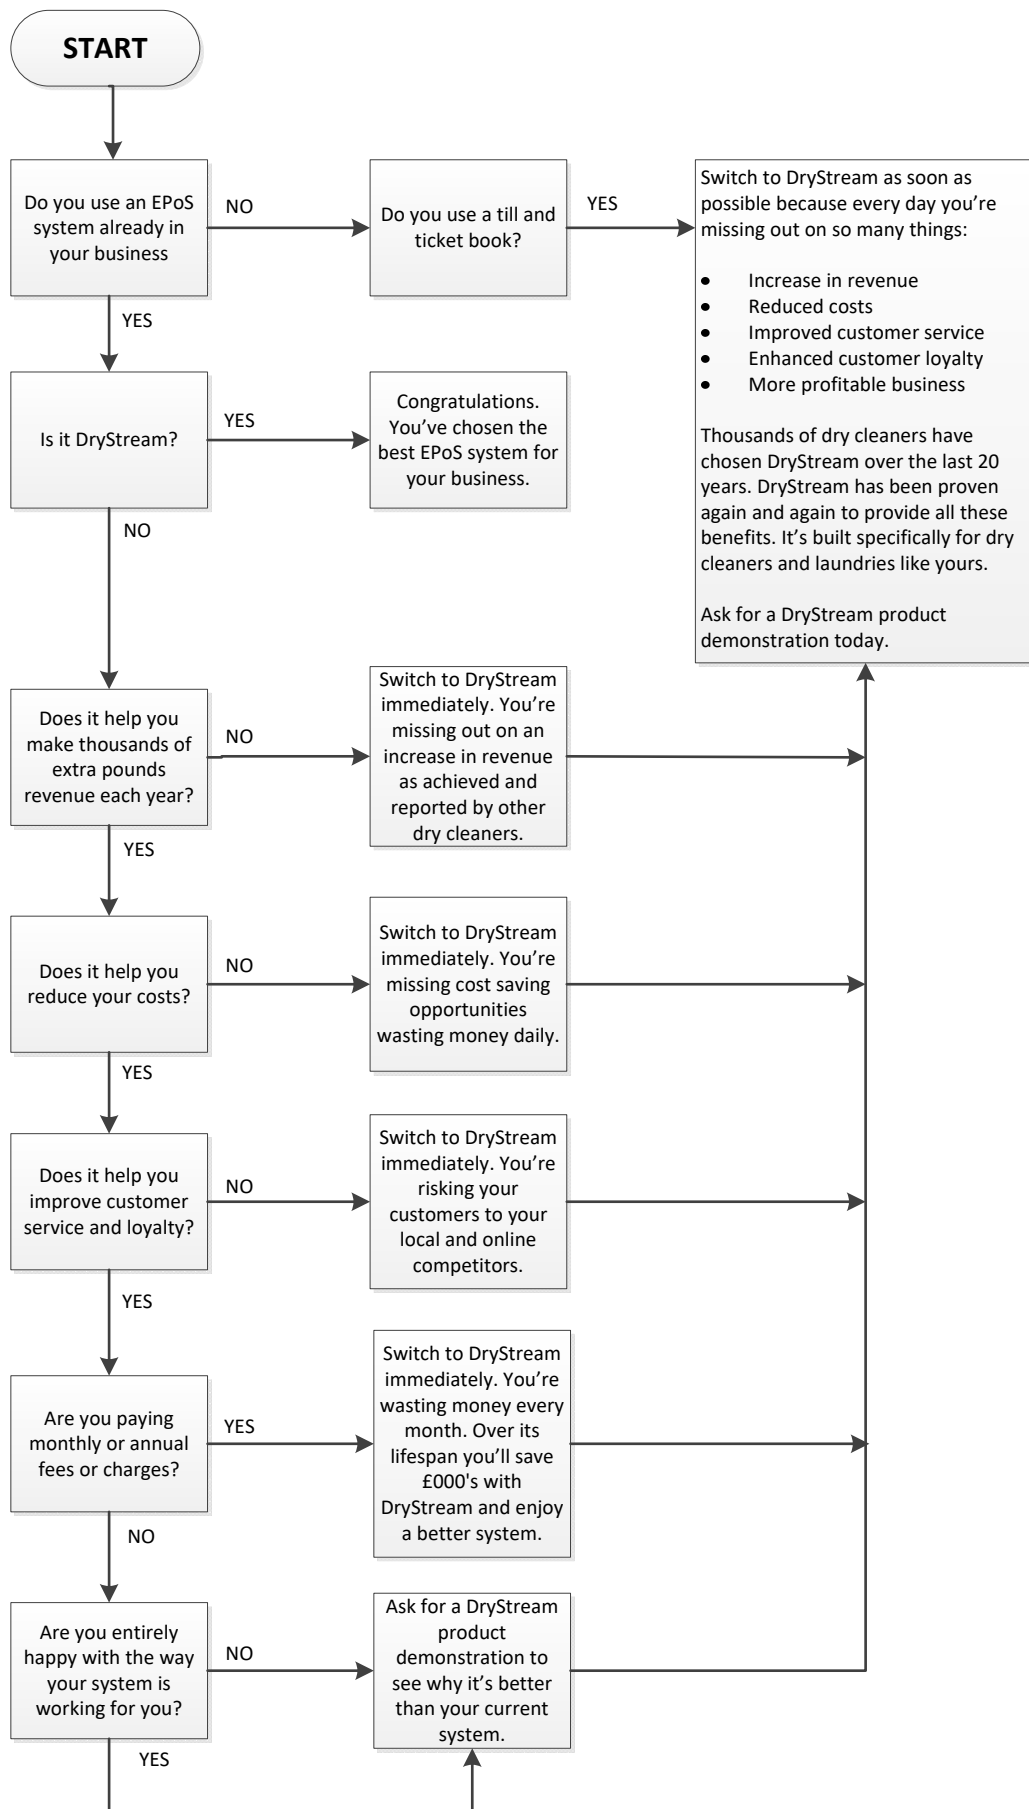 START
Do you use an EPoS
system already in
your business
NO
Do you use a till and
ticket book?
YES
Switch to DryStream as soon as
possible because every day you’re
missing out on so many things:
• Increase in revenue
• Reduced costs
• Improved customer service
• Enhanced customer loyalty
• More profitable business
Thousands of dry cleaners have
chosen DryStream over the last 20
years. DryStream has been proven
again and again to provide all these
benefits. It’s built specifically for dry
cleaners and laundries like yours.
Ask for a DryStream product
demonstration today.
YES
Is it DryStream?
YES
Congratulations.
You’ve chosen the
best EPoS system for
your business.
NO
Does it help you
make thousands of
extra pounds
revenue each year?
NO
Switch to DryStream
immediately. You’re
missing out on an
increase in revenue
as achieved and
reported by other
dry cleaners.
YES
Does it help you
reduce your costs?
NO
Switch to DryStream
immediately. You’re
missing cost saving
opportunities
wasting money daily.
YES
Does it help you
improve customer
service and loyalty?
NO
Switch to DryStream
immediately. You’re
risking your
customers to your
local and online
competitors.
YES
Are you paying
monthly or annual
fees or charges?
YES
Switch to DryStream
immediately. You’re
wasting money every
month. Over its
lifespan you’ll save
£000's with
DryStream and enjoy
a better system.
NO
Are you entirely
happy with the way
your system is
working for you?
NO
Ask for a DryStream
product
demonstration to
see why it’s better
than your current
system.
YES